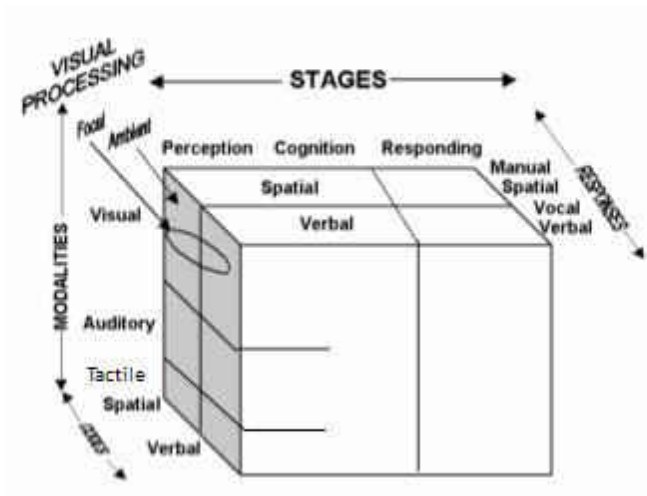 VISUAL
PROCESSING
STAGES
Focal
Ambient
Perception Cognition Responding
Manual
Spatial
Vocal
Verbal
RESPONSES
Spatial
Verbal
Visual
MODALITIES
Auditory
Tactile
Spatial
Verbal
CODES